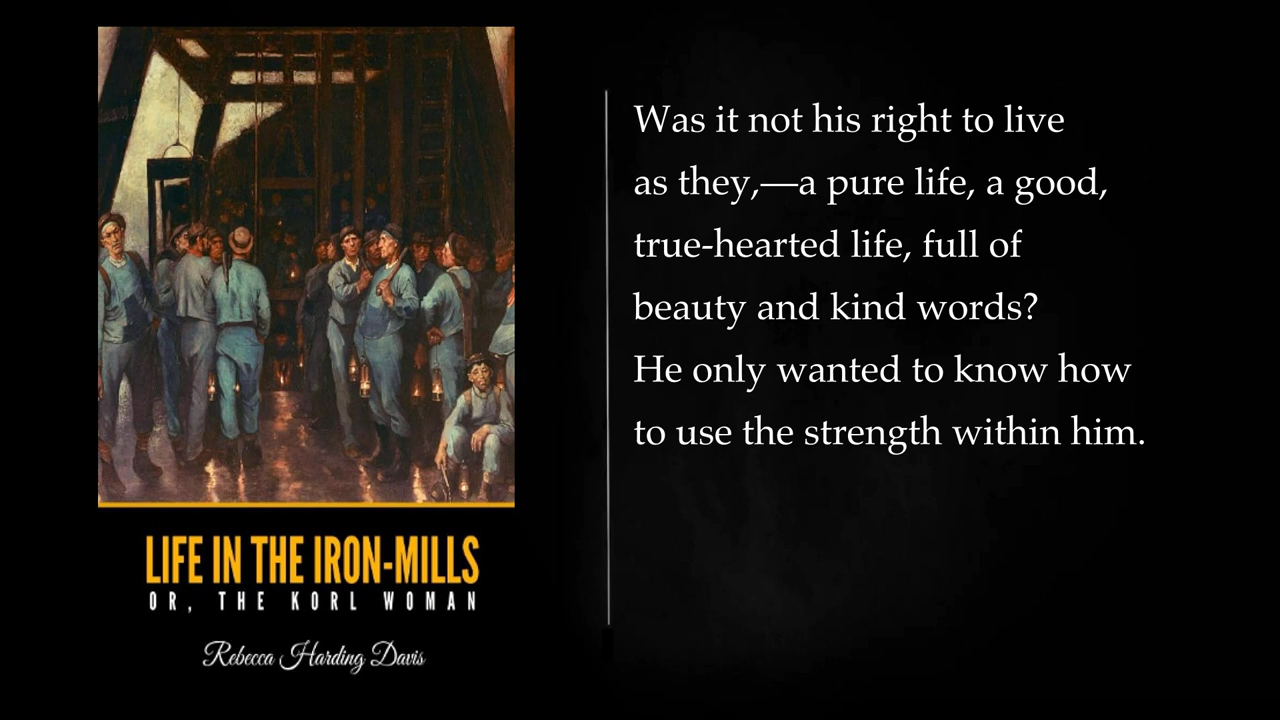 LIFE IN THE IRON-MILLS
OR, THE KORL WOMAN
Rebecca Harding Davis
Was it not his right to live
as they,—a pure life, a good,
true-hearted life, full of
beauty and kind words?
He only wanted to know how
to use the strength within him.